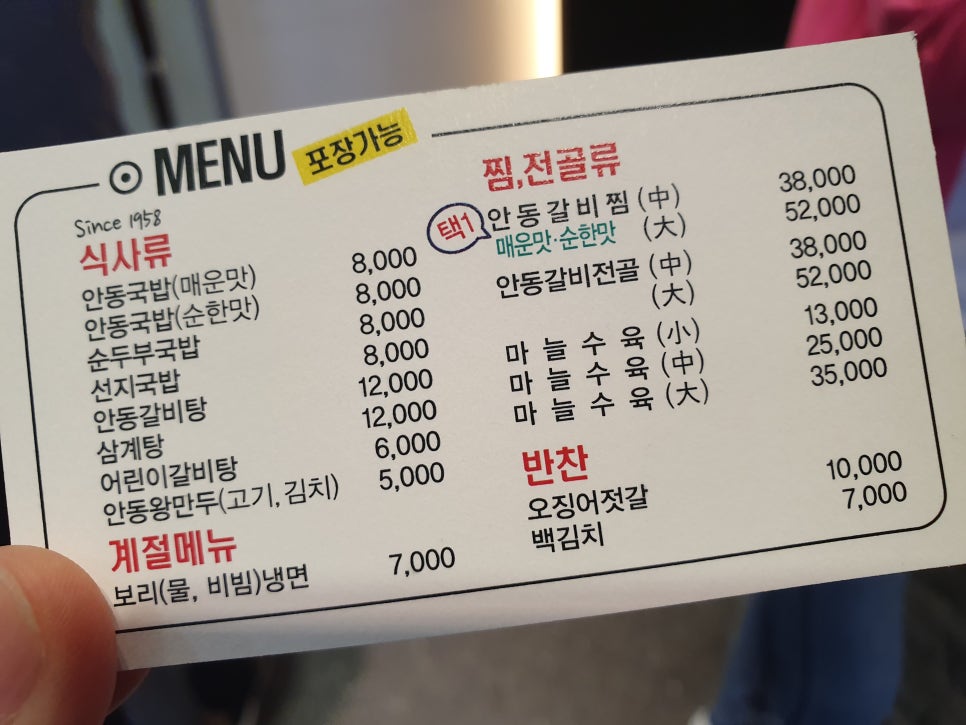 MENU 포장가능
Since 1958
식사류
안동국밥(매운맛) 8,000
안동국밥(순한맛) 8,000
순두부국밥 8,000
선지국밥 8,000
안동갈비탕 12,000
삼계탕 12,000
어린이갈비탕 6,000
안동왕만두(고기,김치) 5,000
계절메뉴
보리(물, 비빔)냉면 7,000
찜,전골류
택1
안동갈비찜 (中) 38,000
매운맛·순한맛 (大) 52,000
안동갈비전골 (中) 38,000
(大) 52,000
마늘수육 (小) 13,000
마늘수육 (中) 25,000
마늘수육 (大) 35,000
반찬
오징어젓갈 10,000
백김치 7,000